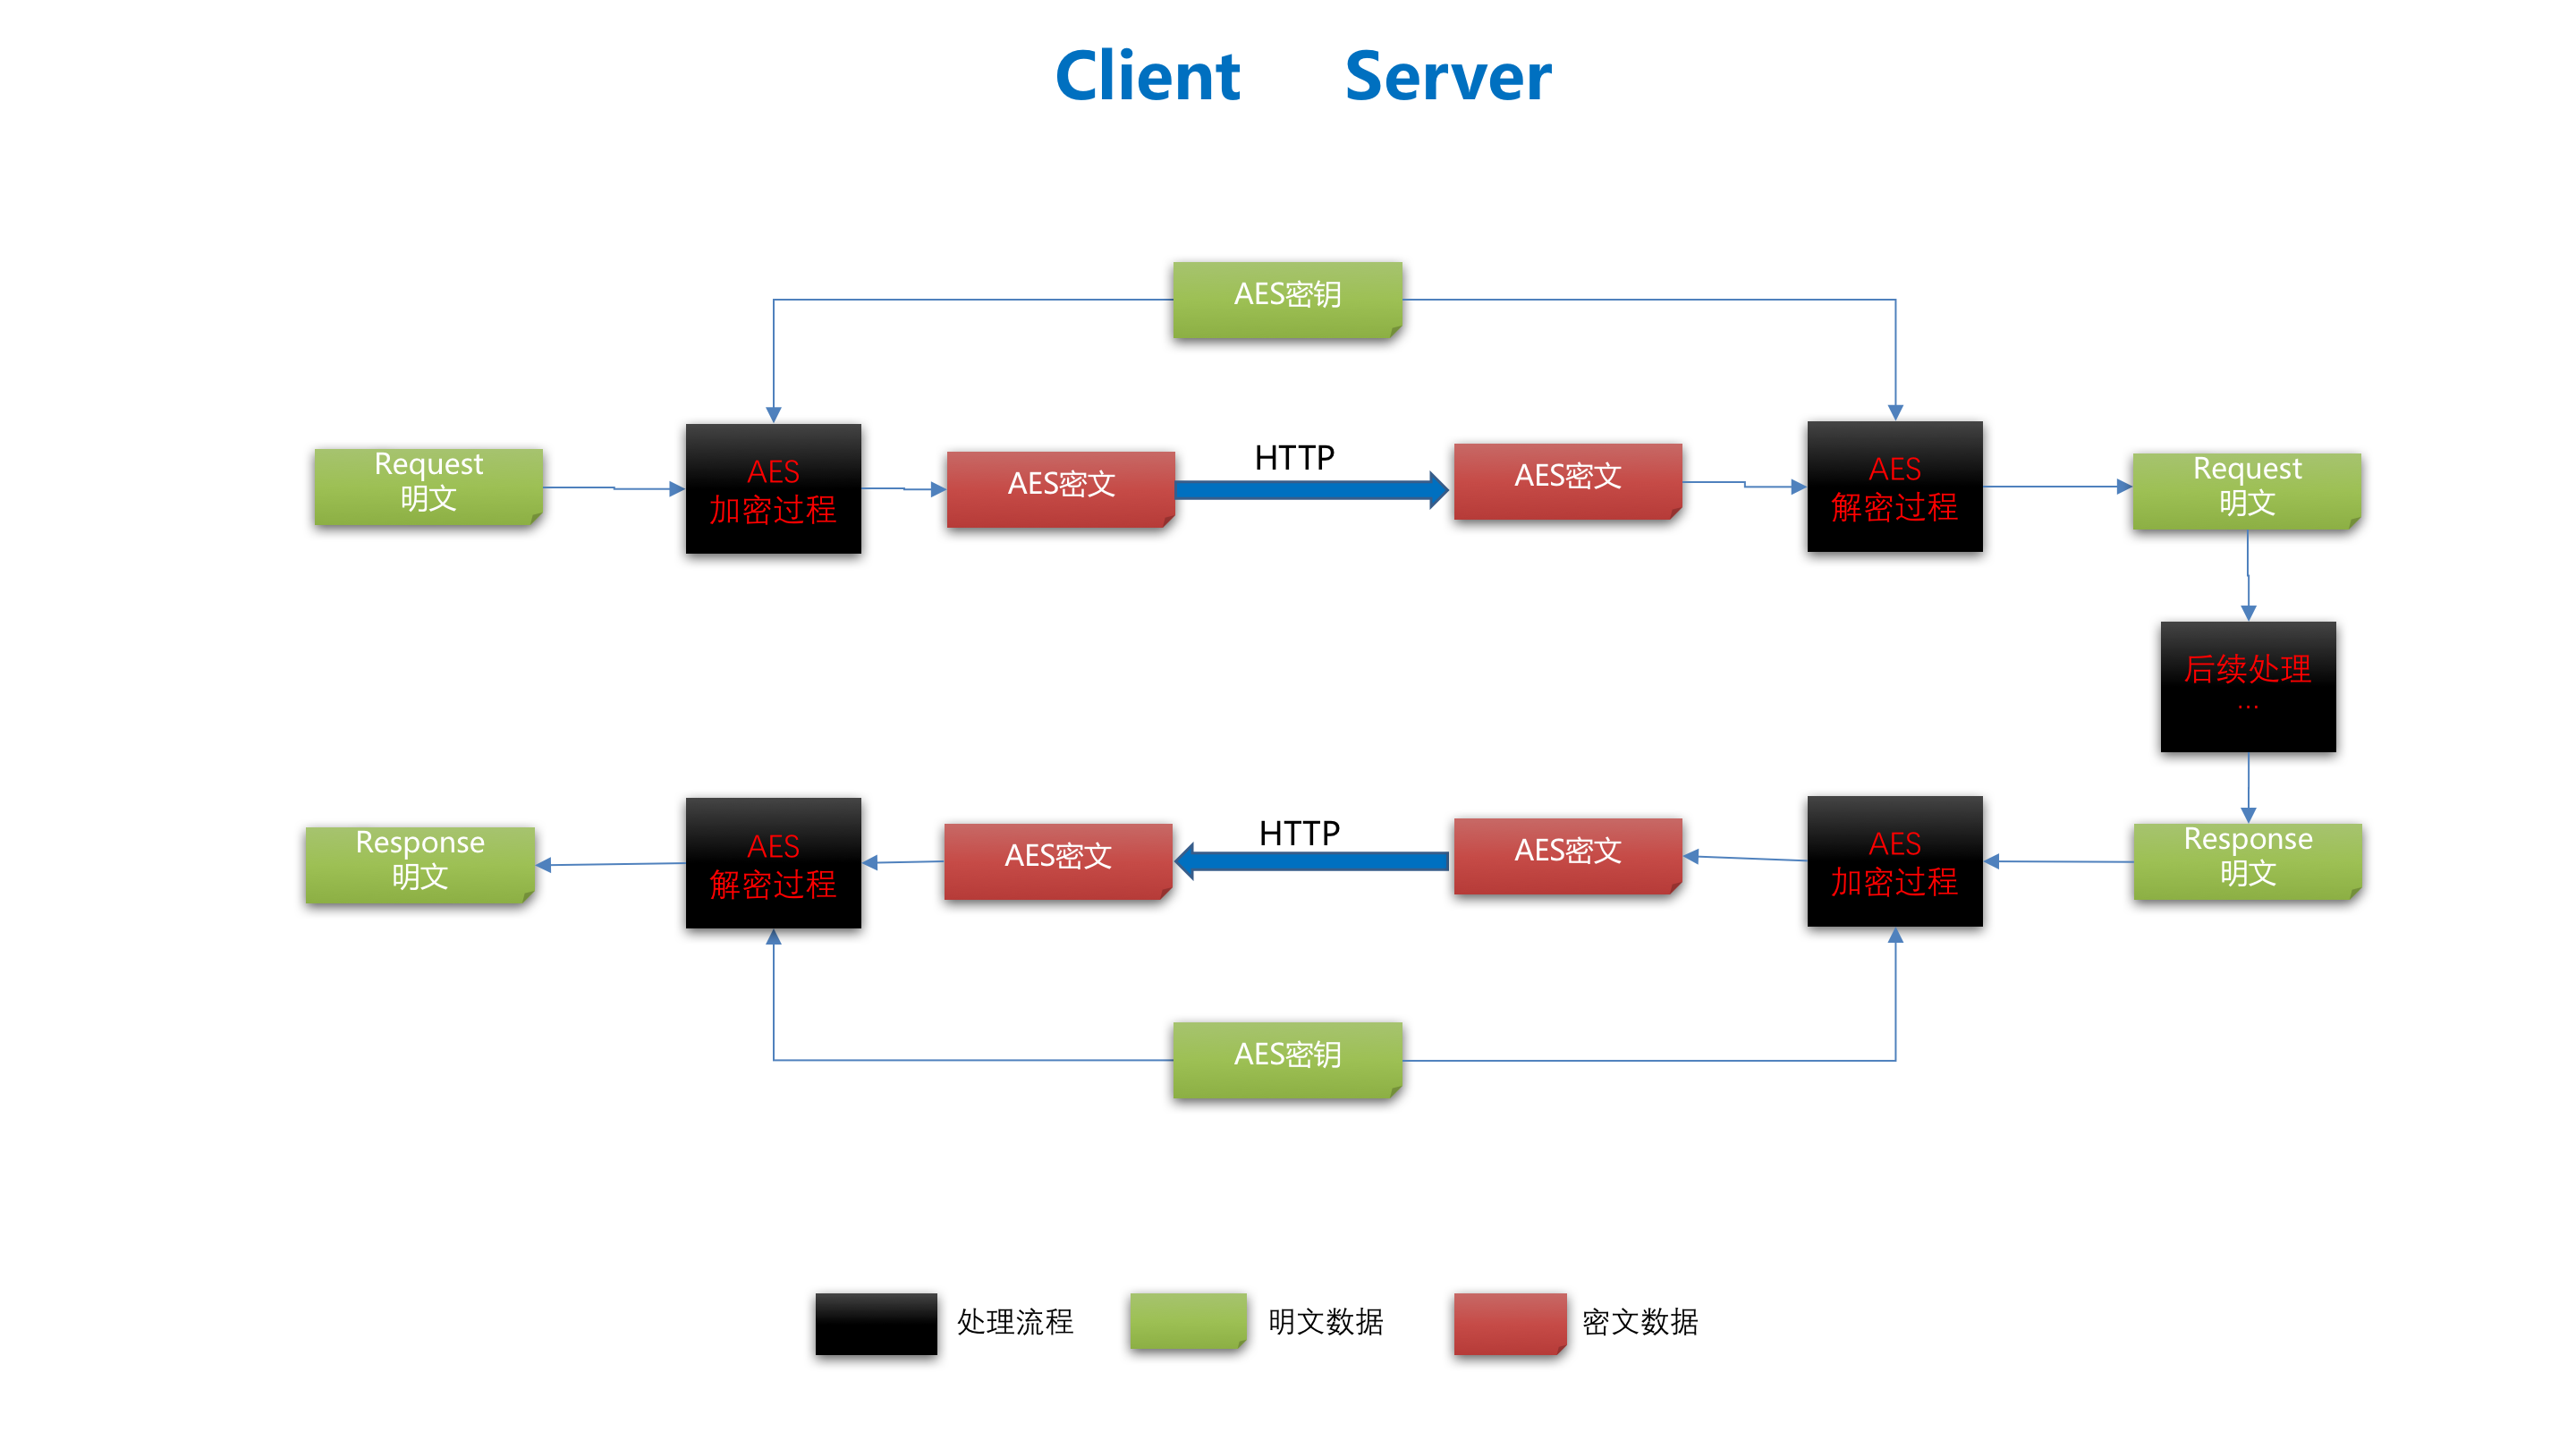 Client Server
AES密钥
Request
明文
AES
加密过程
AES密文
HTTP
AES密文
AES
解密过程
Request
明文
后续处理
...
Response
明文
AES
解密过程
AES密文
HTTP
AES密文
AES
加密过程
Response
明文
AES密钥
处理流程
明文数据
密文数据